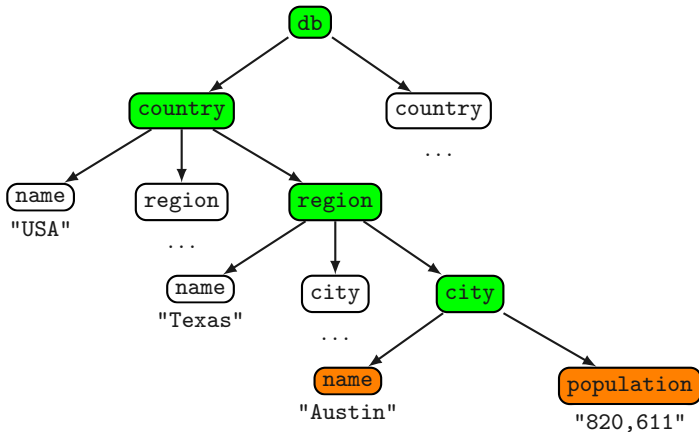 db
country
country
...
name
region
region
"USA"
...
name
city
city
"Texas"
...
name
population
"Austin"
"820,611"